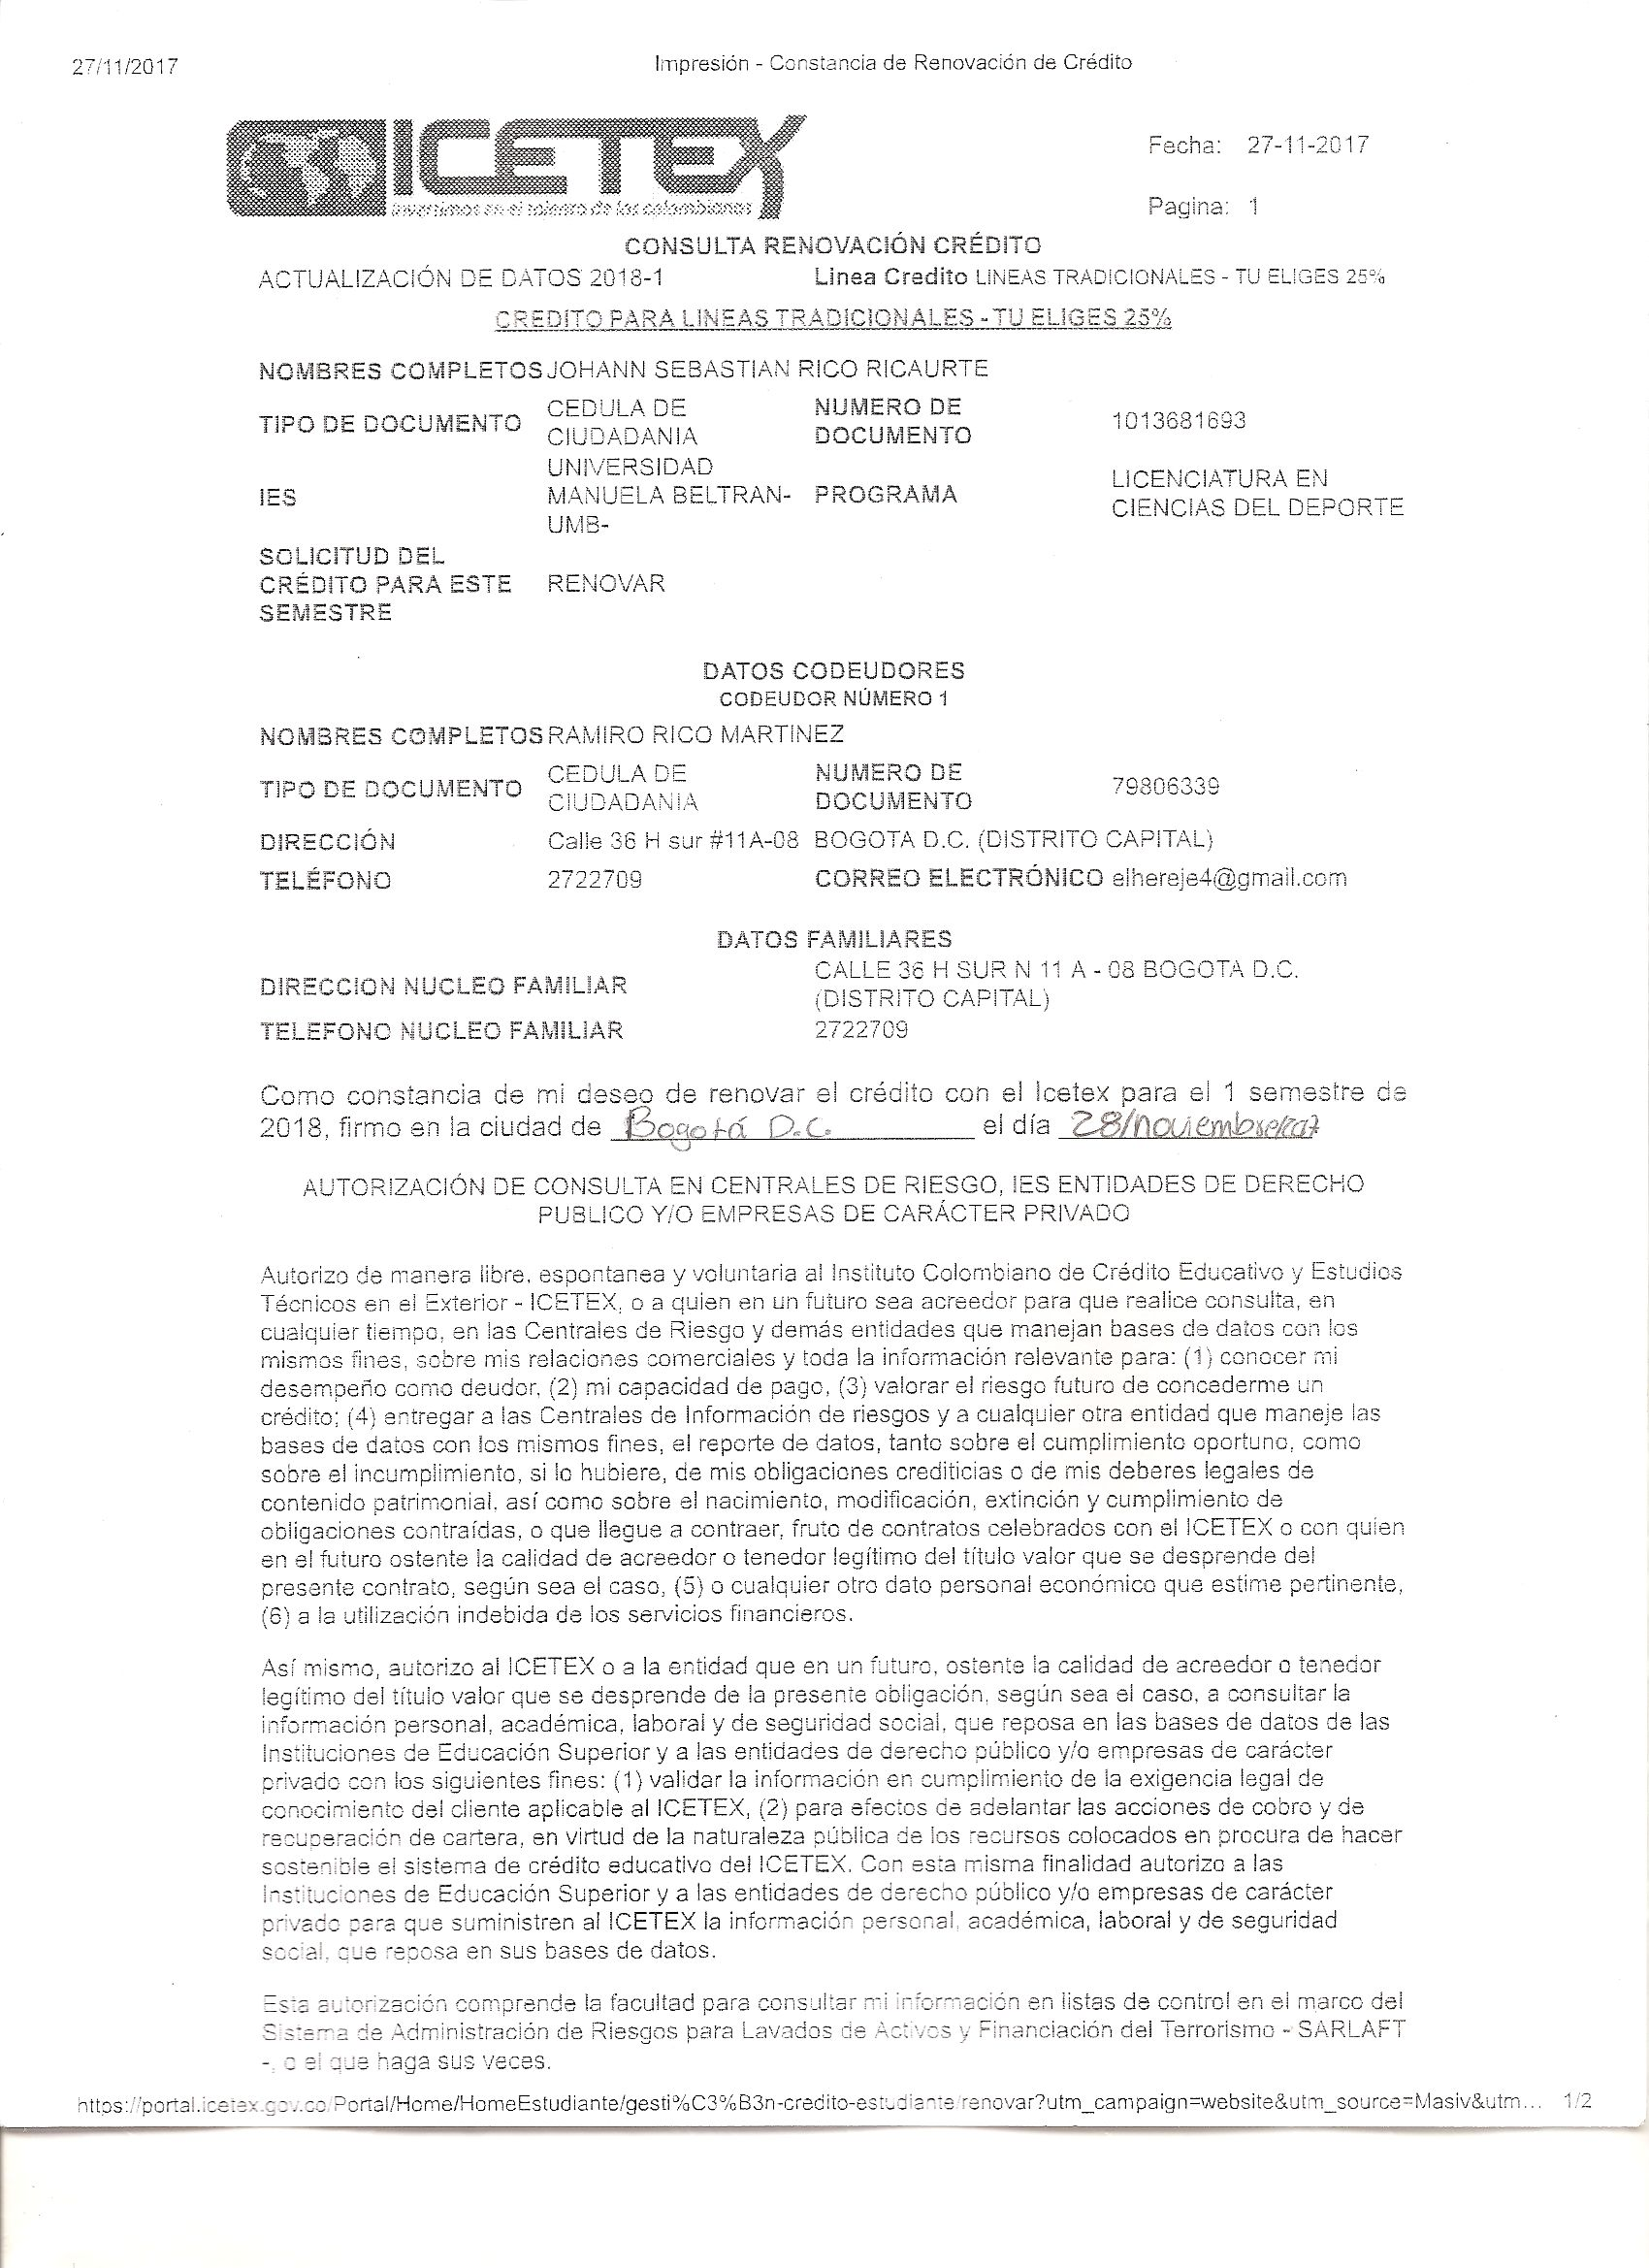 27/11/2017 Impresión - Constancia de Renovación de Crédito
ICETEX
invertimos en el talento de los colombianos
Fecha: 27-11-2017
Pagina: 1
CONSULTA RENOVACIÓN CRÉDITO
ACTUALIZACIÓN DE DATOS 2018-1 Linea Credito LINEAS TRADICIONALES - TU ELIGES 25%
CREDITO PARA LINEAS TRADICIONALES - TU ELIGES 25%
NOMBRES COMPLETOS JOHANN SEBASTIAN RICO RICAURTE
TIPO DE DOCUMENTO CEDULA DE CIUDADANIA NUMERO DE DOCUMENTO 1013681693
IES UNIVERSIDAD MANUELA BELTRAN-UMB- PROGRAMA LICENCIATURA EN CIENCIAS DEL DEPORTE
SOLICITUD DEL
CRÉDITO PARA ESTE RENOVAR
SEMESTRE
DATOS CODEUDORES
CODEUDOR NÚMERO 1
NOMBRES COMPLETOS RAMIRO RICO MARTINEZ
TIPO DE DOCUMENTO CEDULA DE CIUDADANIA NUMERO DE DOCUMENTO 79806339
DIRECCIÓN Calle 36 H sur #11A-08 BOGOTA D.C. (DISTRITO CAPITAL)
TELÉFONO 2722709 CORREO ELECTRÓNICO elhereje4@gmail.com
DATOS FAMILIARES
DIRECCION NUCLEO FAMILIAR CALLE 36 H SUR N 11 A - 08 BOGOTA D.C. (DISTRITO CAPITAL)
TELEFONO NUCLEO FAMILIAR 2722709
Como constancia de mi deseo de renovar el crédito con el Icetex para el 1 semestre de
2018, firmo en la ciudad de Bogotá D.C. el día 28/noviembre/
AUTORIZACIÓN DE CONSULTA EN CENTRALES DE RIESGO, IES ENTIDADES DE DERECHO
PUBLICO Y/O EMPRESAS DE CARÁCTER PRIVADO
Autorizo de manera libre, espontanea y voluntaria al Instituto Colombiano de Crédito Educativo y Estudios
Técnicos en el Exterior - ICETEX, o a quien en un futuro sea acreedor para que realice consulta, en
cualquier tiempo, en las Centrales de Riesgo y demás entidades que manejan bases de datos con los
mismos fines, sobre mis relaciones comerciales y toda la información relevante para: (1) conocer mi
desempeño como deudor, (2) mi capacidad de pago, (3) valorar el riesgo futuro de concederme un
crédito; (4) entregar a las Centrales de Información de riesgos y a cualquier otra entidad que maneje las
bases de datos con los mismos fines, el reporte de datos, tanto sobre el cumplimiento oportuno, como
sobre el incumplimiento, si lo hubiere, de mis obligaciones crediticias o de mis deberes legales de
contenido patrimonial, así como sobre el nacimiento, modificación, extinción y cumplimiento de
obligaciones contraídas, o que llegue a contraer, fruto de contratos celebrados con el ICETEX o con quien
en el futuro ostente la calidad de acreedor o tenedor legítimo del título valor que se desprende del
presente contrato, según sea el caso, (5) o cualquier otro dato personal económico que estime pertinente,
(6) a la utilización indebida de los servicios financieros.
Así mismo, autorizo al ICETEX o a la entidad que en un futuro, ostente la calidad de acreedor o tenedor
legítimo del título valor que se desprende de la presente obligación, según sea el caso, a consultar la
información personal, académica, laboral y de seguridad social, que reposa en las bases de datos de las
Instituciones de Educación Superior y a las entidades de derecho público y/o empresas de carácter
privado con los siguientes fines: (1) validar la información en cumplimiento de la exigencia legal de
conocimiento del cliente aplicable al ICETEX, (2) para efectos de adelantar las acciones de cobro y de
recuperación de cartera, en virtud de la naturaleza pública de los recursos colocados en procura de hacer
sostenible el sistema de crédito educativo del ICETEX. Con esta misma finalidad autorizo a las
Instituciones de Educación Superior y a las entidades de derecho público y/o empresas de carácter
privado para que suministren al ICETEX la información personal, académica, laboral y de seguridad
social, que reposa en sus bases de datos.
Esta autorización comprende la facultad para consultar mi información en listas de control en el marco del
Sistema de Administración de Riesgos para Lavados de Activos y Financiación del Terrorismo - SARLAFT
-, o el que haga sus veces.
https://portal.icetex.gov.co/Portal/Home/HomeEstudiante/gesti%C3%B3n-credito-estudiante/renovar?utm_campaign=website&utm_source=Masiv&utm... 1/2